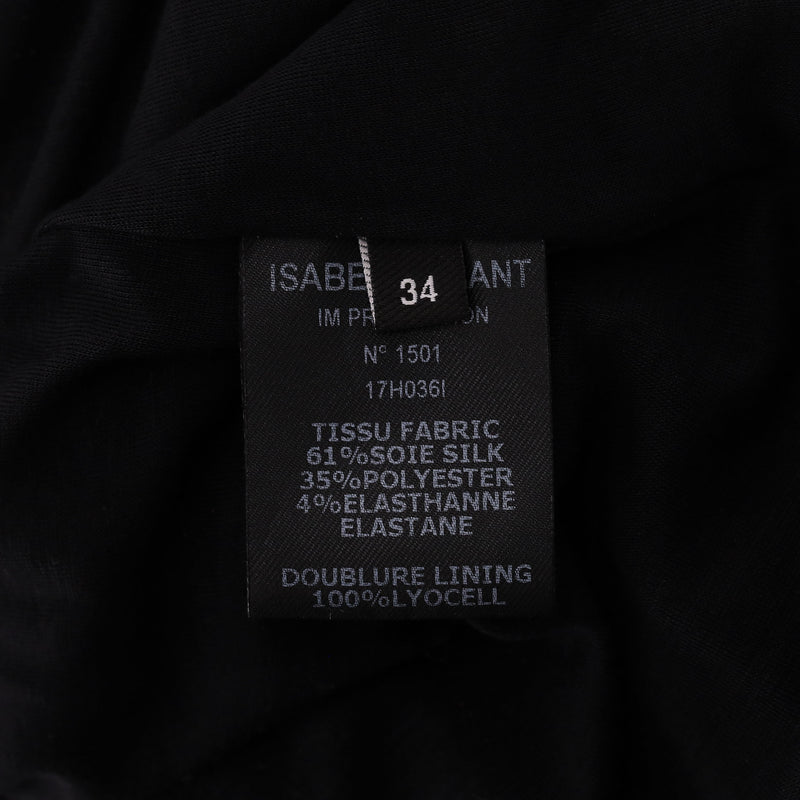 34
N° 1501
17H036I
TISSU FABRIC
61%SOIE SILK
35%POLYESTER
4%ELASTHANNE
ELASTANE
DOUBLURE LINING
100%LYOCELL